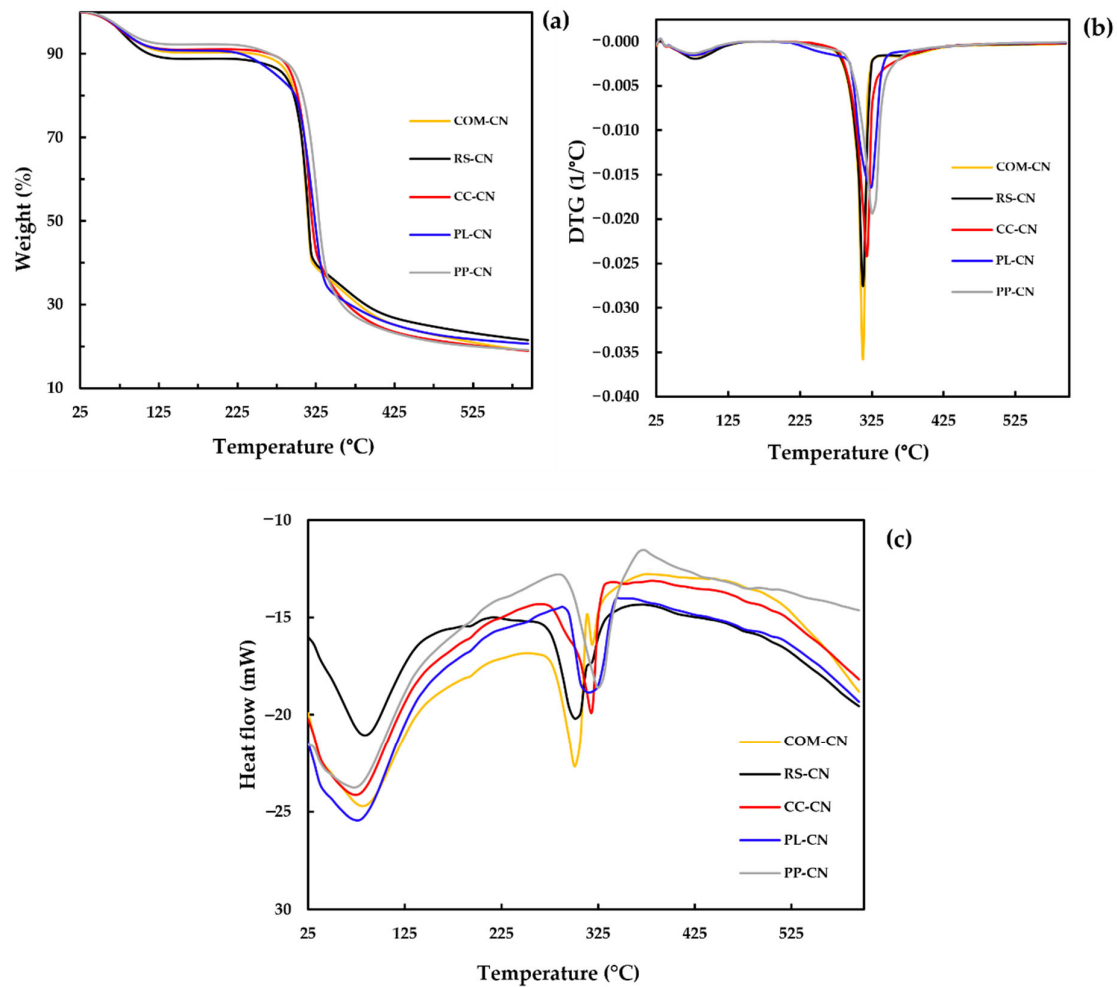 (a)
Weight (%)
90
70
50
30
10
25
125
225
325
425
525
Temperature (°C)
COM-CN
RS-CN
CC-CN
PL-CN
PP-CN
(b)
DTG (1/°C)
−0.000
−0.005
−0.010
−0.015
−0.020
−0.025
−0.030
−0.035
−0.040
25
125
225
325
425
525
Temperature (°C)
COM-CN
RS-CN
CC-CN
PL-CN
PP-CN
(c)
Heat flow (mW)
−10
−15
−20
−25
30
25
125
225
325
425
525
Temperature (°C)
COM-CN
RS-CN
CC-CN
PL-CN
PP-CN